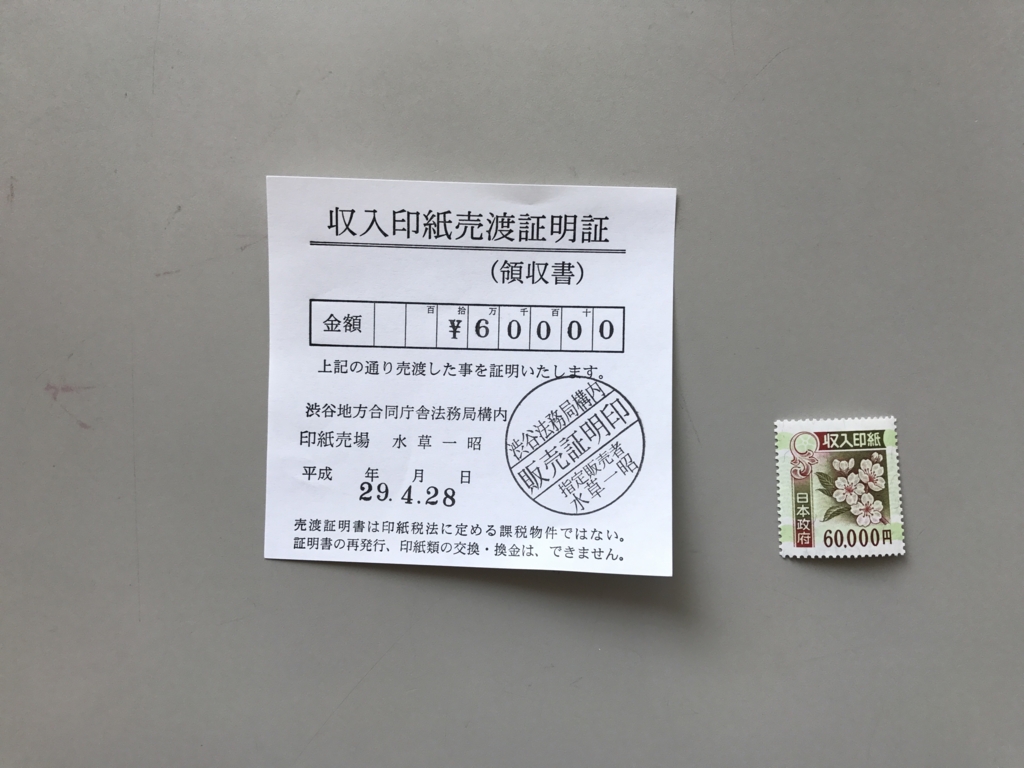 収入印紙売渡証明証
（領収書）
金額 百 拾 万 千 百 十
¥60000
上記の通り売渡した事を証明いたします。
渋谷地方合同庁舎法務局構内
印紙売場 水草一昭
平成 年 月 日
29.4.28
渋谷法務局構内
販売証明印
指定販売者
水草一昭
売渡証明書は印紙税法に定める課税物件ではない。
証明書の再発行、印紙類の交換・換金は、できません。
収入印紙
日本政府
60,000円